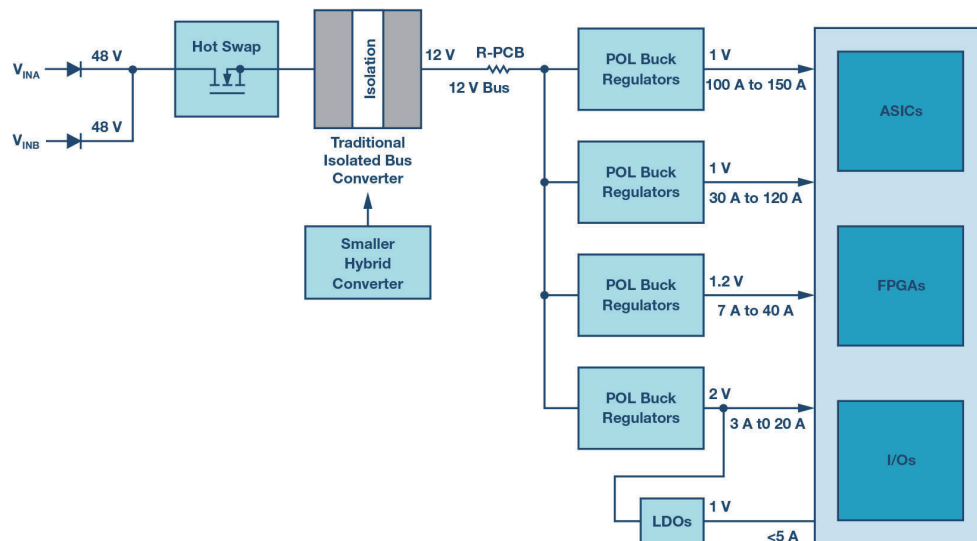 48 V
Hot Swap
V_INA
48 V
V_INB
Isolation
Traditional
Isolated Bus
Converter
Smaller
Hybrid
Converter
12 V
R-PCB
12 V Bus
POL Buck
Regulators
1 V
100 A to 150 A
POL Buck
Regulators
1 V
30 A to 120 A
POL Buck
Regulators
1.2 V
7 A to 40 A
POL Buck
Regulators
2 V
3 A t0 20 A
LDOs
1 V
<5 A
ASICs
FPGAs
I/Os